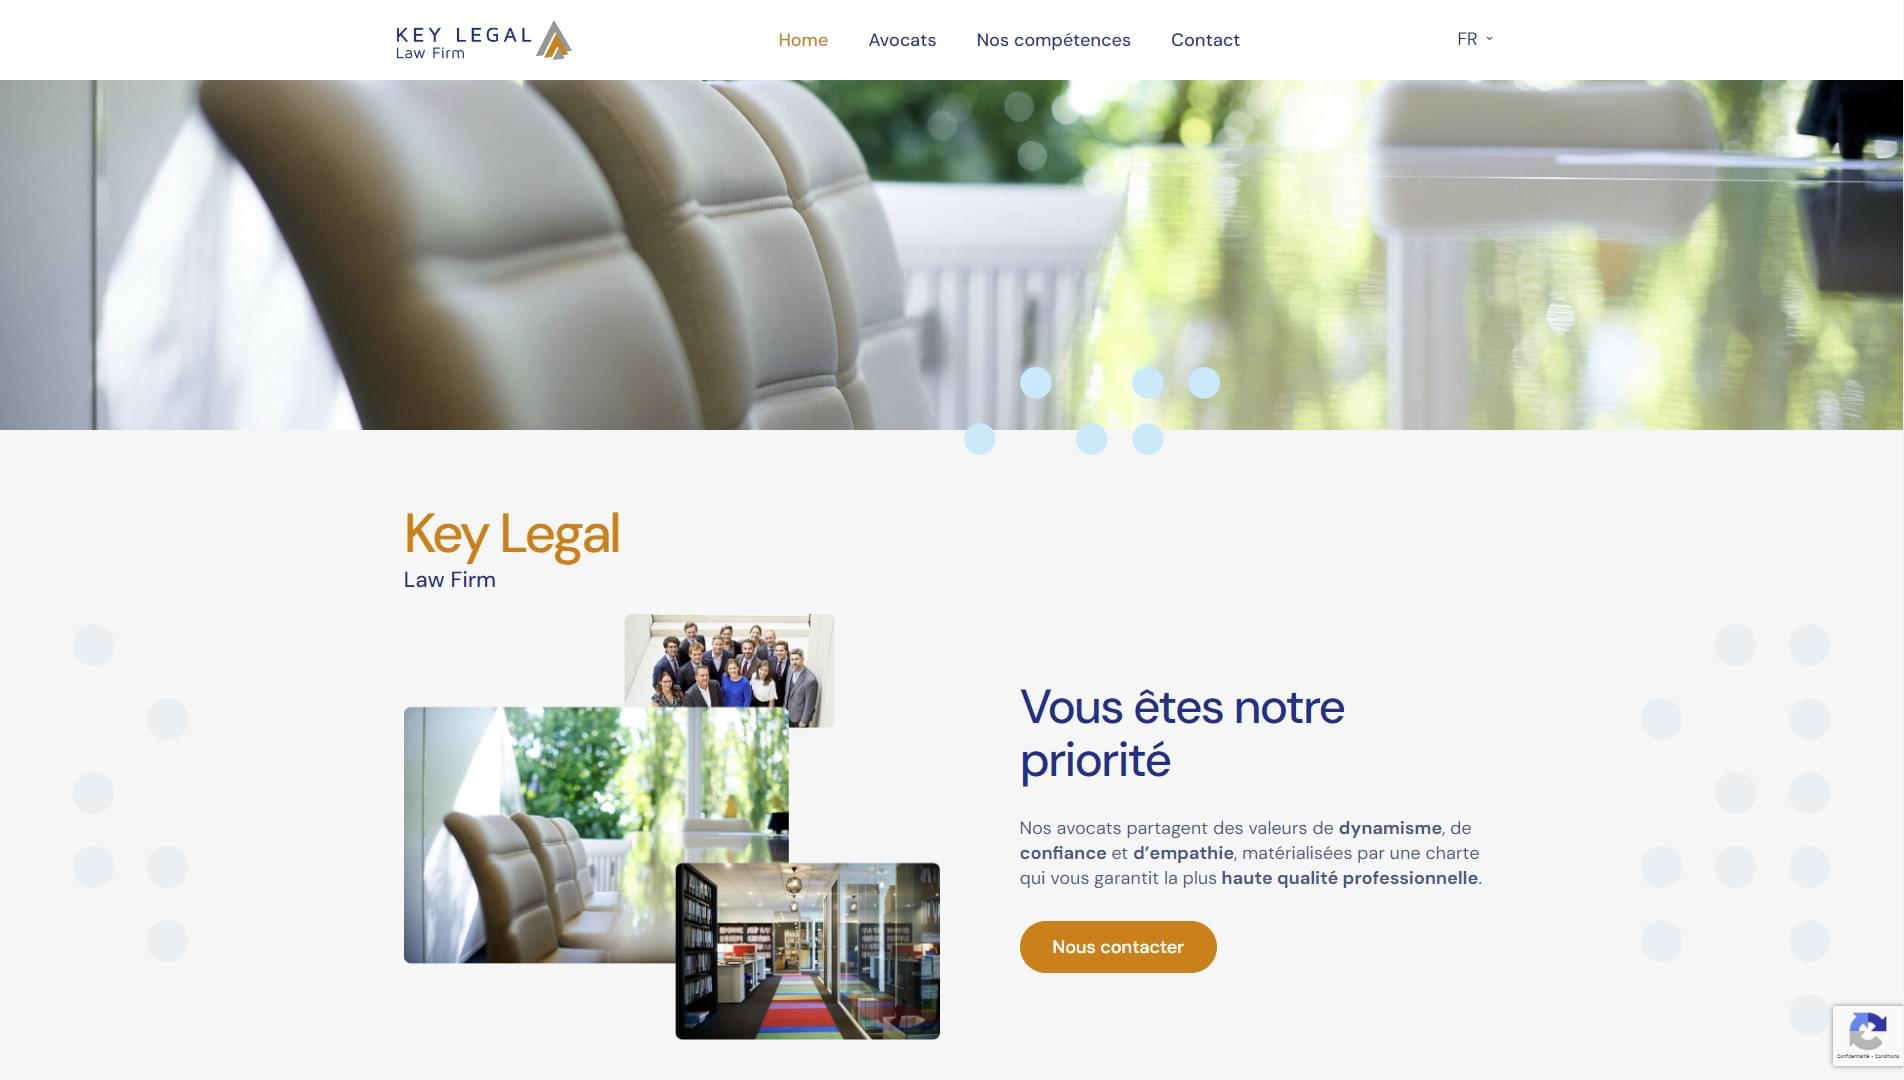 KEY LEGAL
Law Firm
Home
Avocats
Nos compétences
Contact
FR
Key Legal
Law Firm
Vous êtes notre
priorité
Nos avocats partagent des valeurs de dynamisme, de
confiance et d’empathie, matérialisées par une charte
qui vous garantit la plus haute qualité professionnelle.
Nous contacter
Confidentialité - Conditions